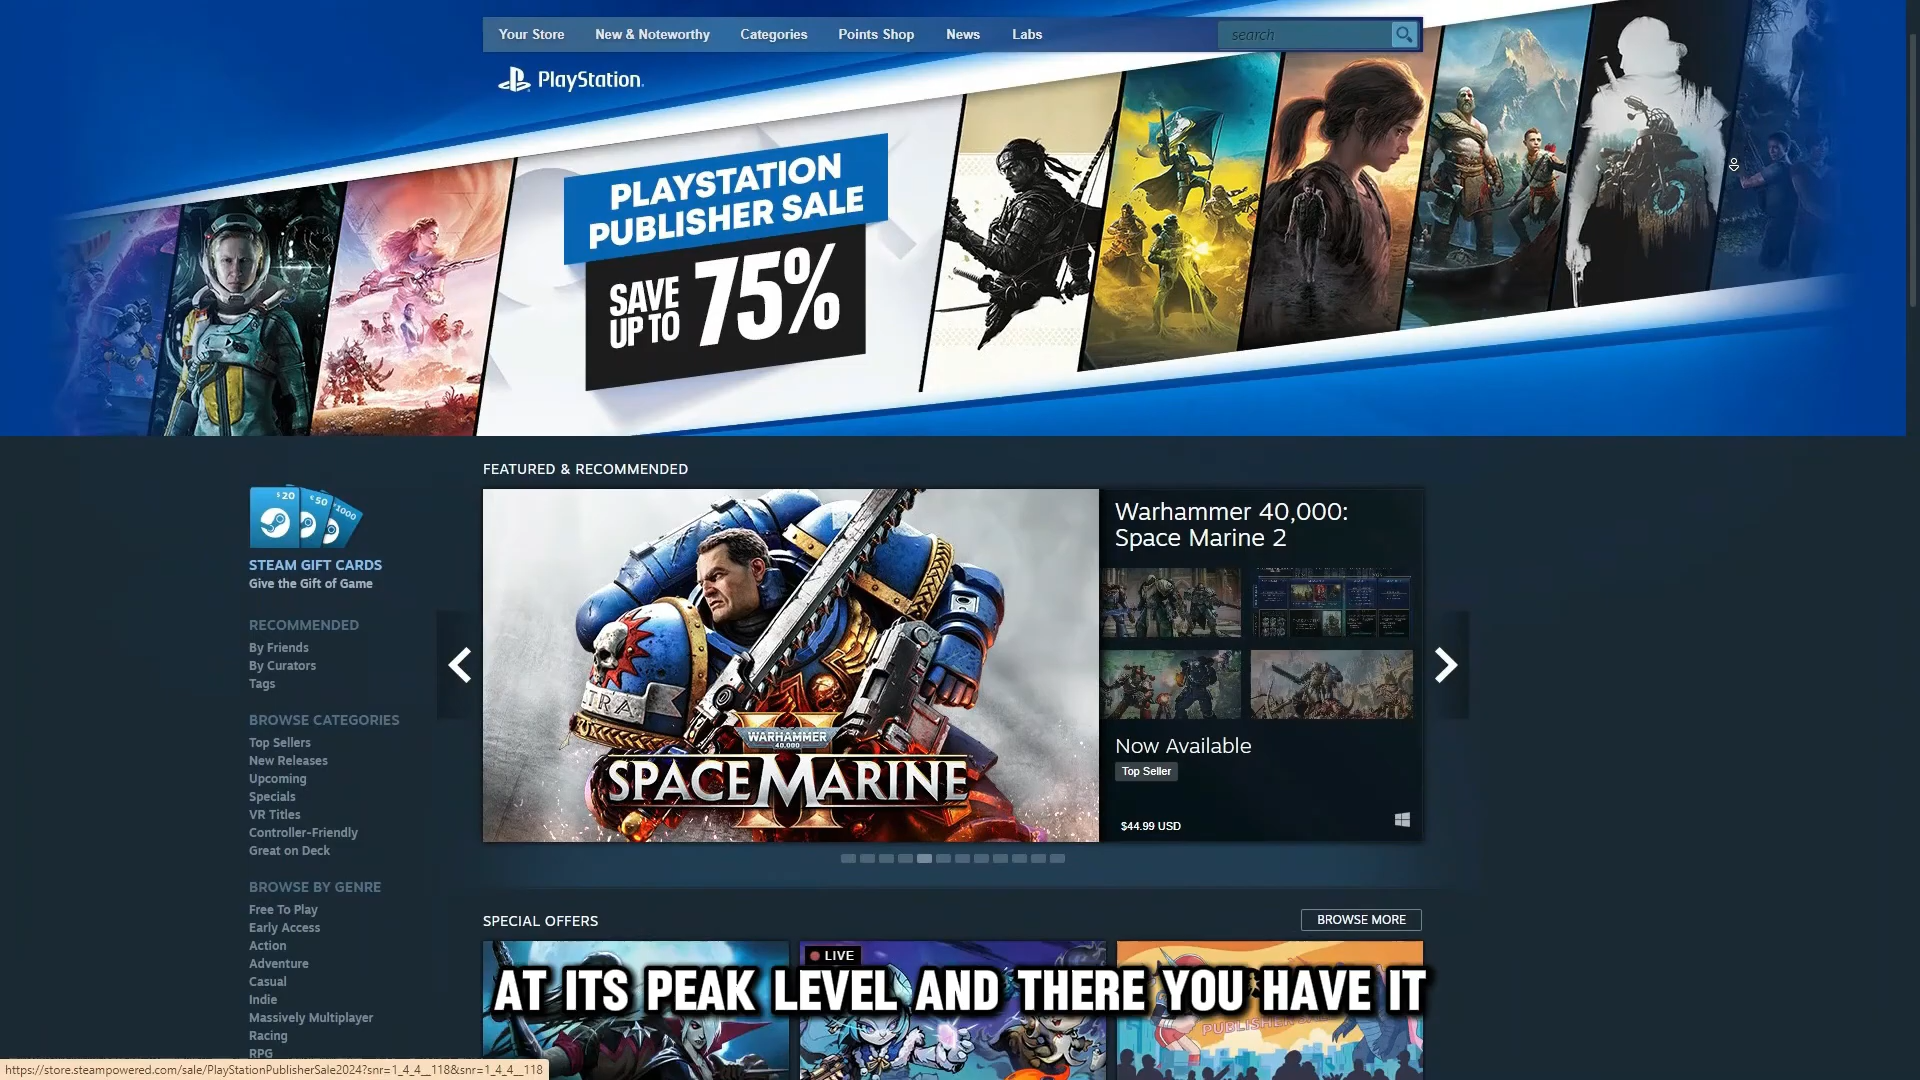 Your Store
New & Noteworthy
Categories
Points Shop
News
Labs
search
PlayStation
PLAYSTATION
PUBLISHER SALE
SAVE
UP TO
75%
FEATURED & RECOMMENDED
$20
€50
¥1000
STEAM GIFT CARDS
Give the Gift of Game
RECOMMENDED
By Friends
By Curators
Tags
BROWSE CATEGORIES
Top Sellers
New Releases
Upcoming
Specials
VR Titles
Controller-Friendly
Great on Deck
BROWSE BY GENRE
Free To Play
Early Access
Action
Adventure
Casual
Indie
Massively Multiplayer
Racing
RPG
TRA
WARHAMMER
40,000
SPACE MARINE
Warhammer 40,000:
Space Marine 2
Now Available
Top Seller
$44.99 USD
SPECIAL OFFERS
BROWSE MORE
LIVE
AT ITS PEAK LEVEL AND THERE YOU HAVE IT
https://store.steampowered.com/sale/PlayStationPublisherSale2024?snr=1_4_4__118&snr=1_4_4__118